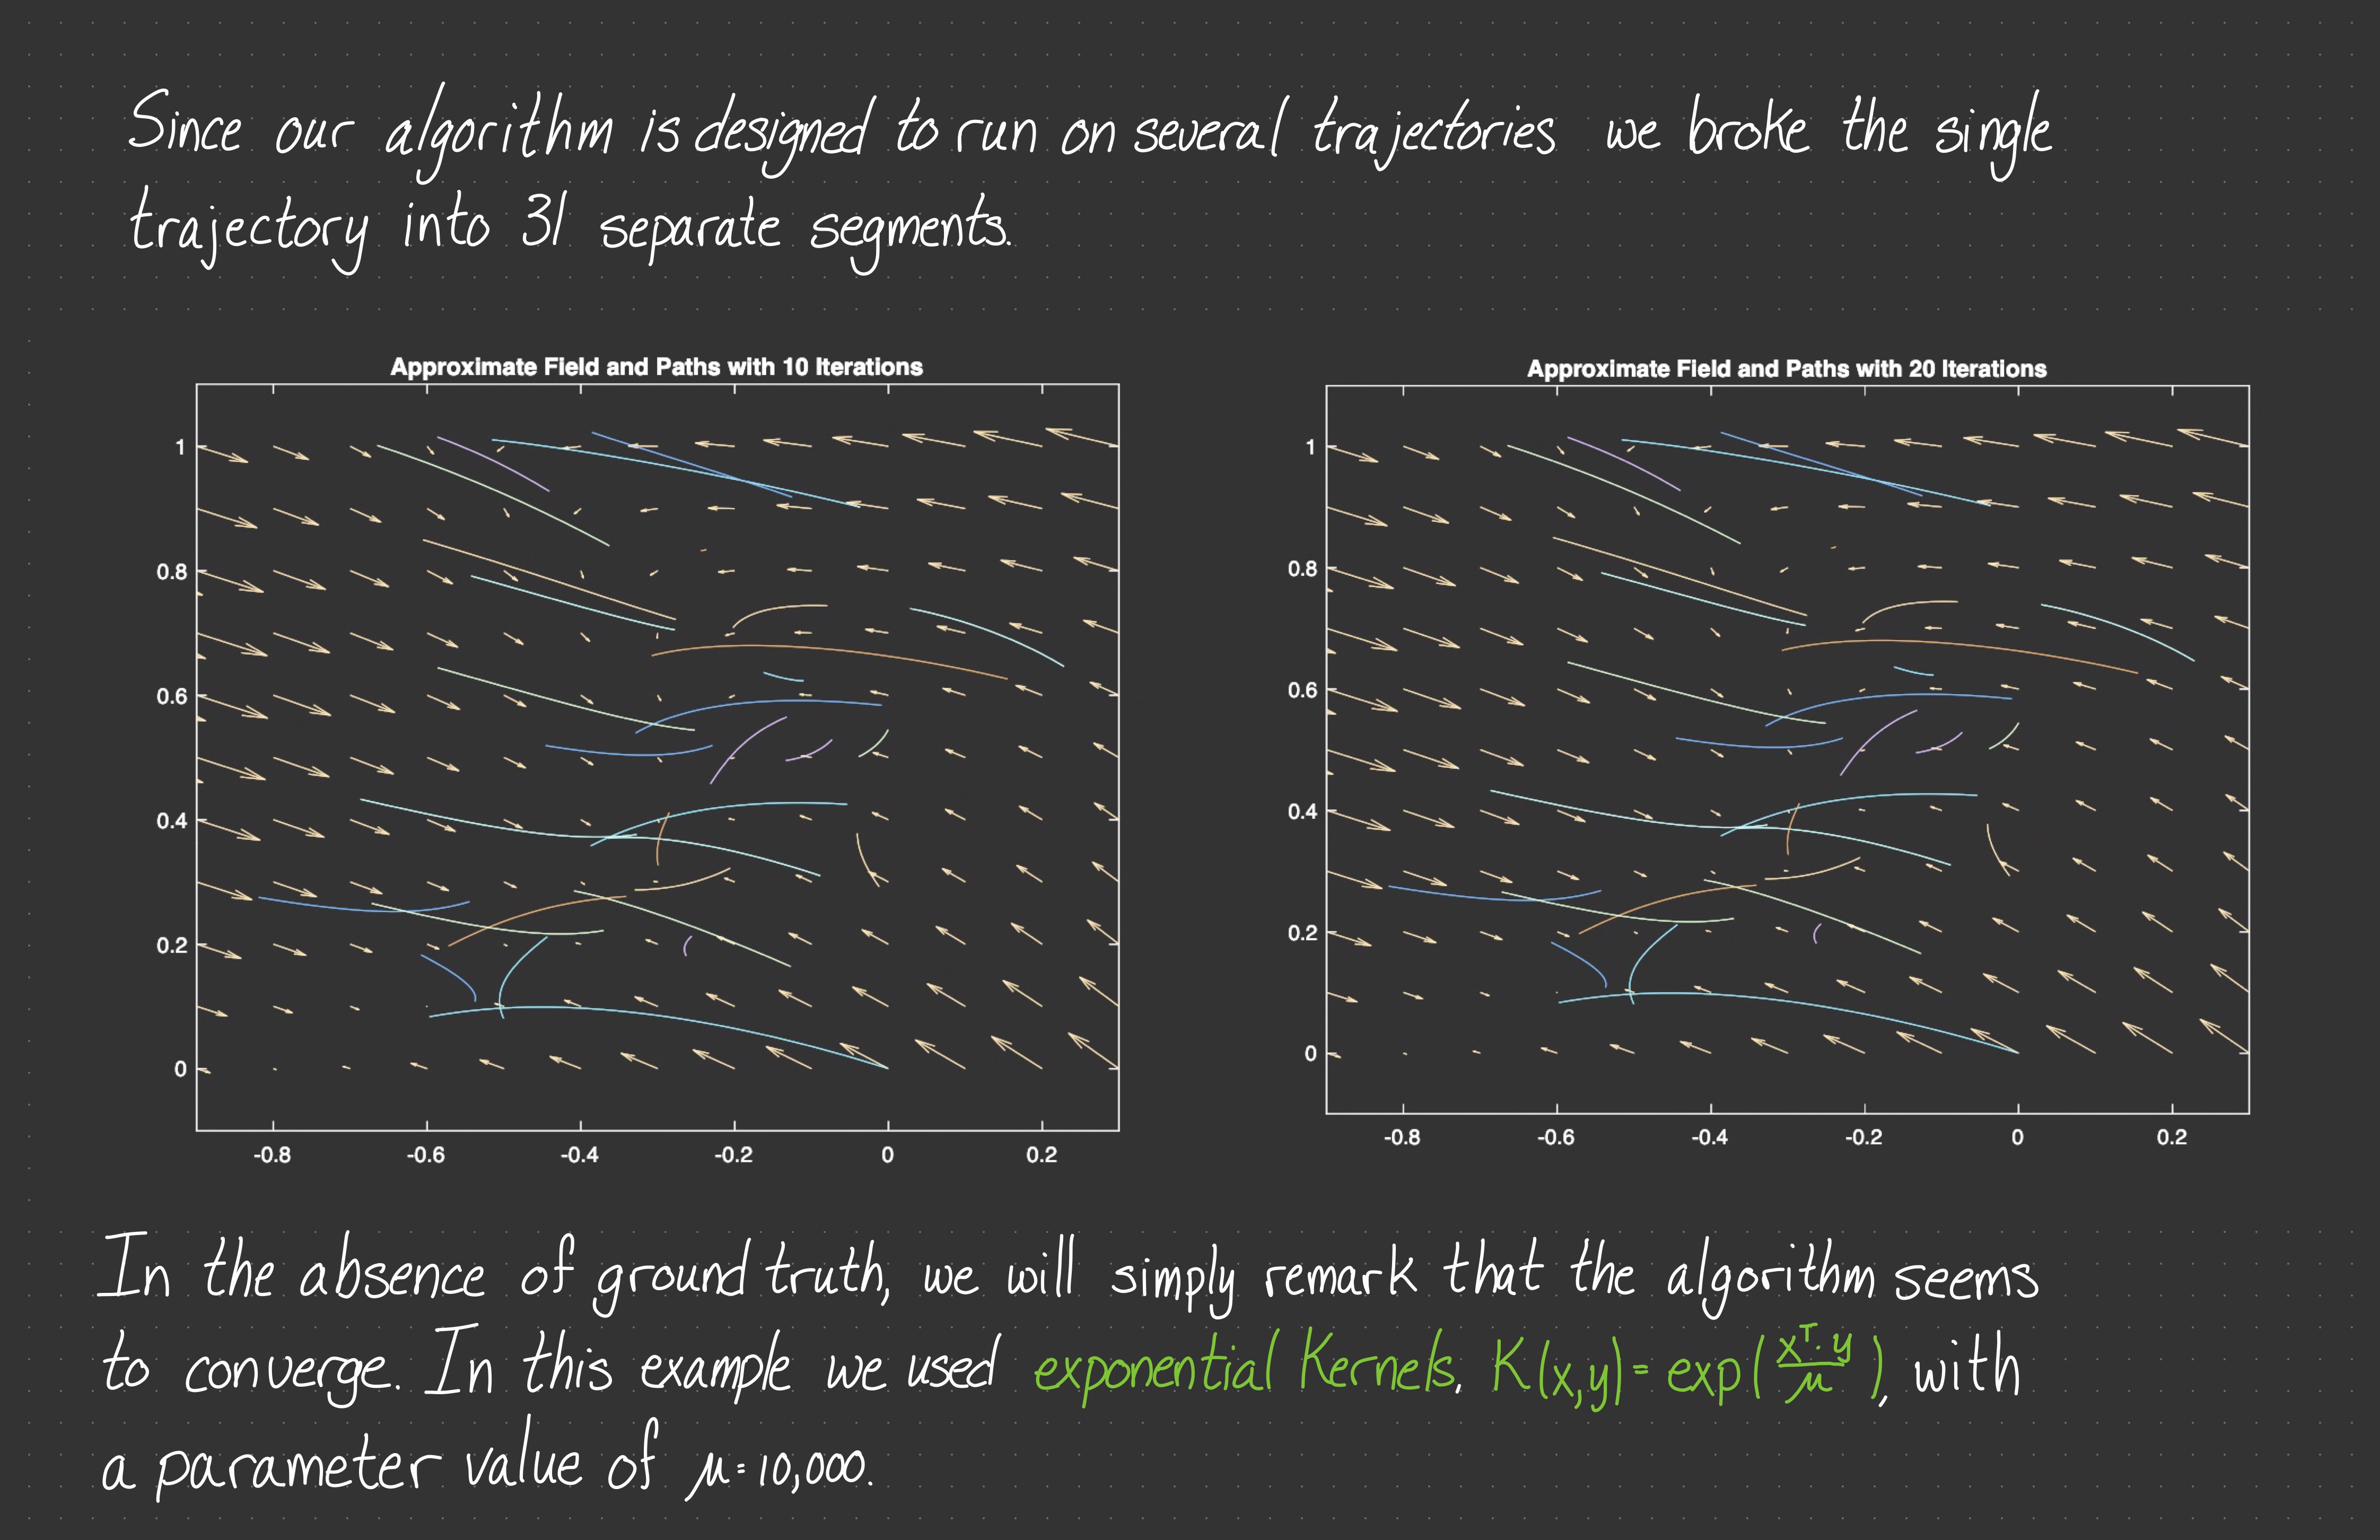 Since our algorithm is designed to run on several trajectories we broke the single
trajectory into 31 separate segments.
Approximate Field and Paths with 10 Iterations
1
0.8
0.6
0.4
0.2
0
-0.8 -0.6 -0.4 -0.2 0 0.2
Approximate Field and Paths with 20 Iterations
1
0.8
0.6
0.4
0.2
0
-0.8 -0.6 -0.4 -0.2 0 0.2
In the absence of ground truth, we will simply remark that the algorithm seems
to converge. In this example we used exponential Kernels, K(x,y) = exp(xᵀ·y/μ), with
a parameter value of μ = 10,000.